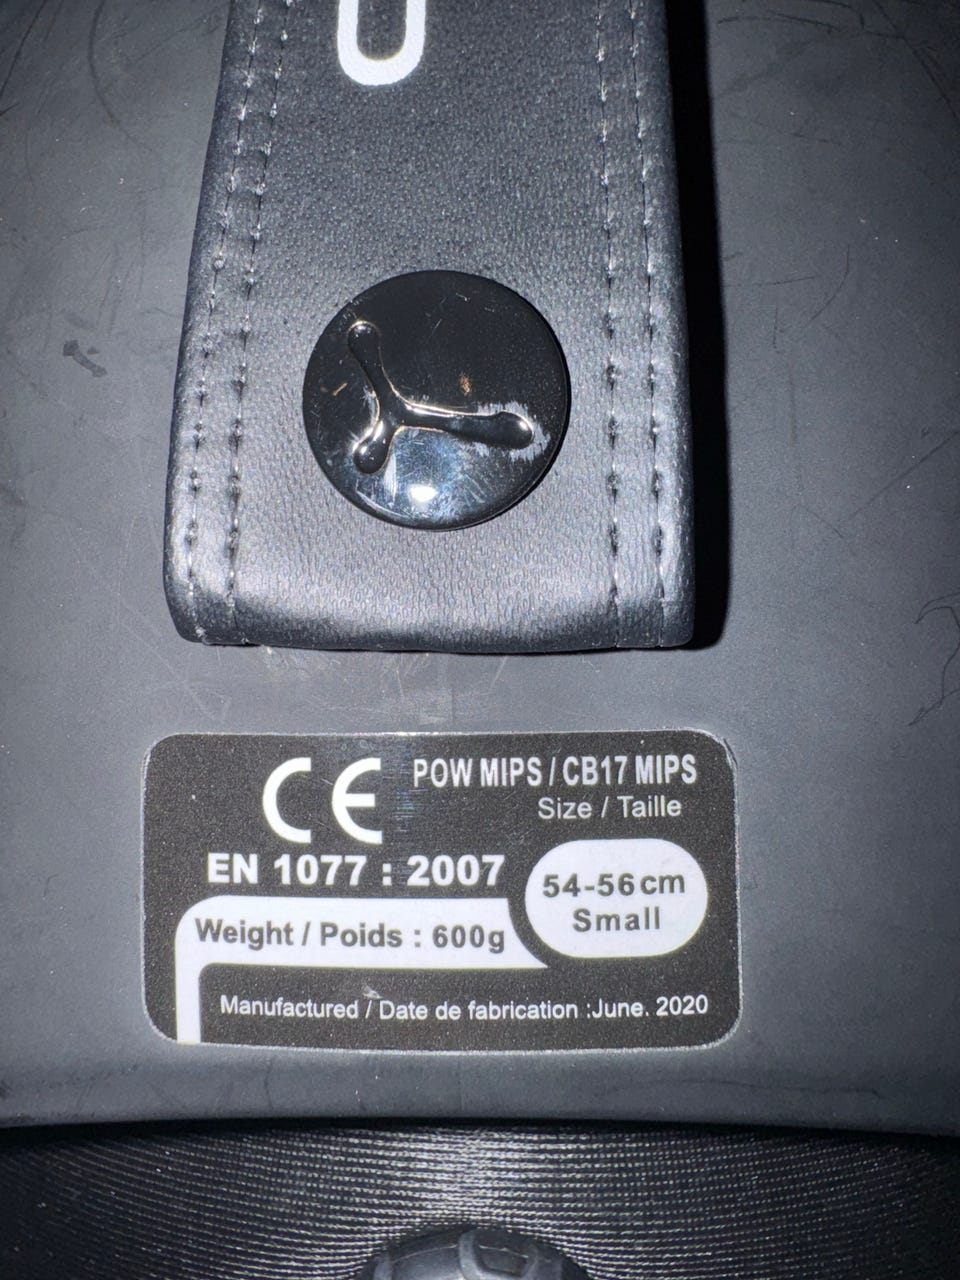 CE
POW MIPS / CB17 MIPS
Size / Taille
EN 1077 : 2007
54-56cm
Small
Weight / Poids : 600g
Manufactured / Date de fabrication :June. 2020